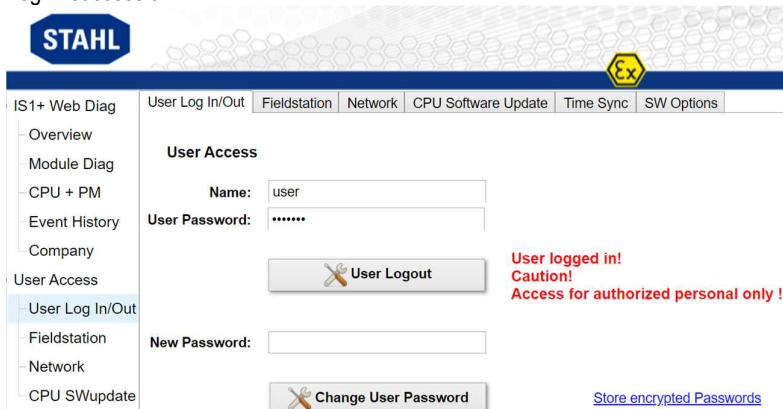 STAHL
Ex
IS1+ Web Diag
Overview
Module Diag
CPU + PM
Event History
Company
User Access
User Log In/Out
Fieldstation
Network
CPU SWupdate
User Log In/Out
Fieldstation
Network
CPU Software Update
Time Sync
SW Options
User Access
Name:
user
User Password:
•••••••
User Logout
User logged in!
Caution!
Access for authorized personal only !
New Password:
Change User Password
Store encrypted Passwords